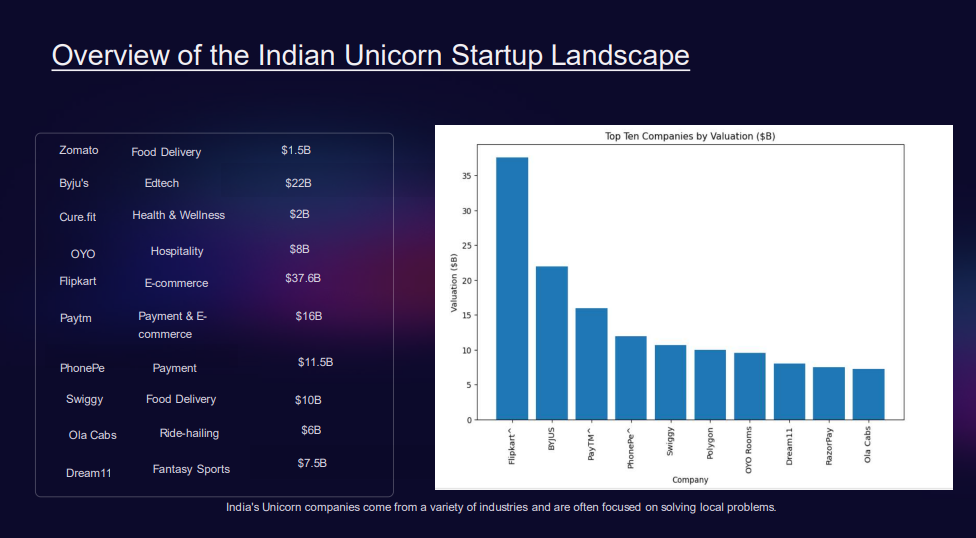 Overview of the Indian Unicorn Startup Landscape
Zomato Food Delivery $1.5B
Byju's Edtech $22B
Cure.fit Health & Wellness $2B
OYO Hospitality $8B
Flipkart E-commerce $37.6B
Paytm Payment & E- $16B
commerce
PhonePe Payment $11.5B
Swiggy Food Delivery $10B
Ola Cabs Ride-hailing $6B
Dream11 Fantasy Sports $7.5B
Top Ten Companies by Valuation ($B)
Valuation ($B)
35
30
25
20
15
10
5
0
Flipkart^
BYJUS
PayTM^
PhonePe^
Swiggy
Polygon
OYO Rooms
Dream11
RazorPay
Ola Cabs
Company
India's Unicorn companies come from a variety of industries and are often focused on solving local problems.